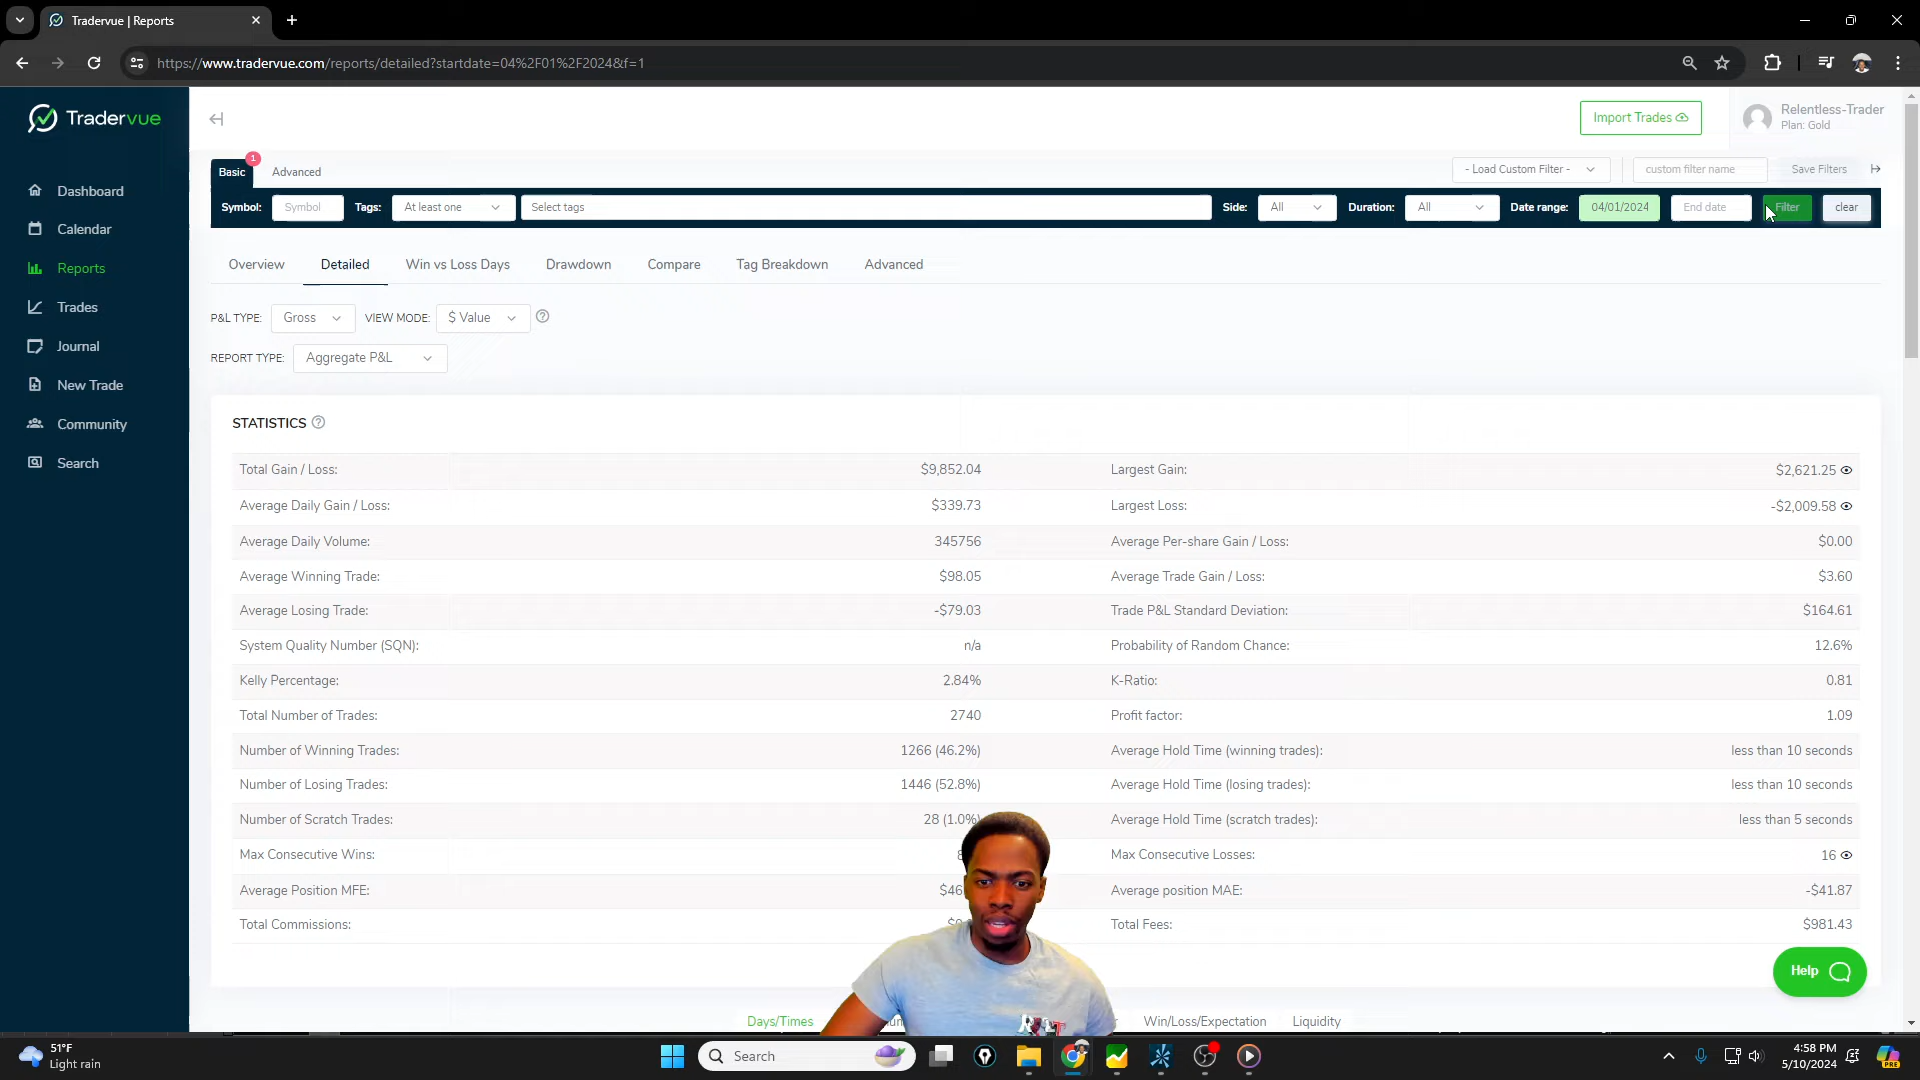 Tradervue | Reports
https://www.tradervue.com/reports/detailed?startdate=04%2F01%2F2024&f=1
Tradervue
Import Trades
Relentless-Trader
Plan: Gold
Basic 1 Advanced
- Load Custom Filter -
custom filter name
Save Filters
Symbol: Symbol Tags: At least one Select tags Side: All Duration: All Date range: 04/01/2024 End date Filter clear
Dashboard
Calendar
Reports
Trades
Journal
New Trade
Community
Search
Overview Detailed Win vs Loss Days Drawdown Compare Tag Breakdown Advanced
P&L TYPE: Gross VIEW MODE: $ Value
REPORT TYPE: Aggregate P&L
STATISTICS
Total Gain / Loss: $9,852.04 Largest Gain: $2,621.25
Average Daily Gain / Loss: $339.73 Largest Loss: -$2,009.58
Average Daily Volume: 345756 Average Per-share Gain / Loss: $0.00
Average Winning Trade: $98.05 Average Trade Gain / Loss: $3.60
Average Losing Trade: -$79.03 Trade P&L Standard Deviation: $164.61
System Quality Number (SQN): n/a Probability of Random Chance: 12.6%
Kelly Percentage: 2.84% K-Ratio: 0.81
Total Number of Trades: 2740 Profit factor: 1.09
Number of Winning Trades: 1266 (46.2%) Average Hold Time (winning trades): less than 10 seconds
Number of Losing Trades: 1446 (52.8%) Average Hold Time (losing trades): less than 10 seconds
Number of Scratch Trades: 28 (1.0%) Average Hold Time (scratch trades): less than 5 seconds
Max Consecutive Wins: Max Consecutive Losses: 16
Average Position MFE: $46 Average position MAE: -$41.87
Total Commissions: Total Fees: $981.43
Help
Days/Times Win/Loss/Expectation Liquidity
51°F
Light rain
Search
4:58 PM
5/10/2024